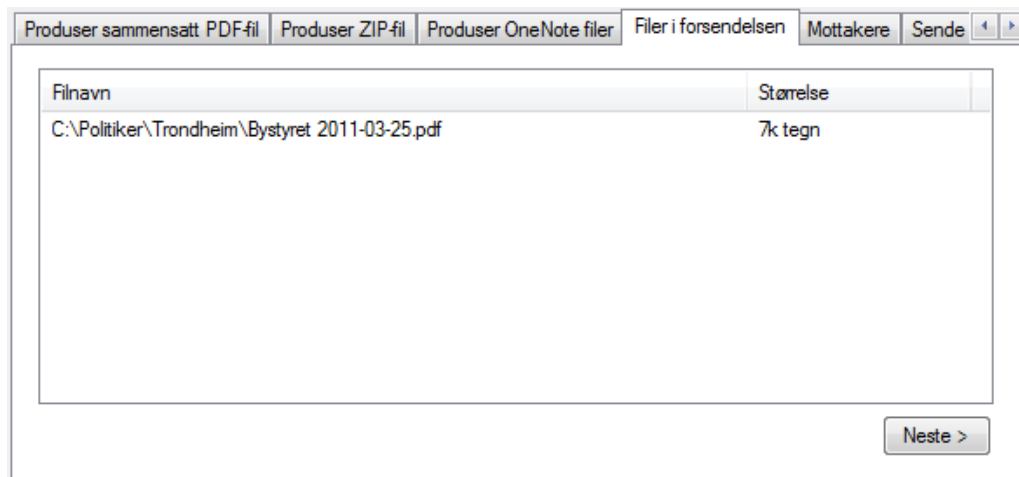 Produser sammensatt PDF-fil Produser ZIP-fil Produser OneNote filer Filer i forsendelsen Mottakere Sende
Filnavn Størrelse
C:\Politiker\Trondheim\Bystyret 2011-03-25.pdf 7k tegn
Neste >